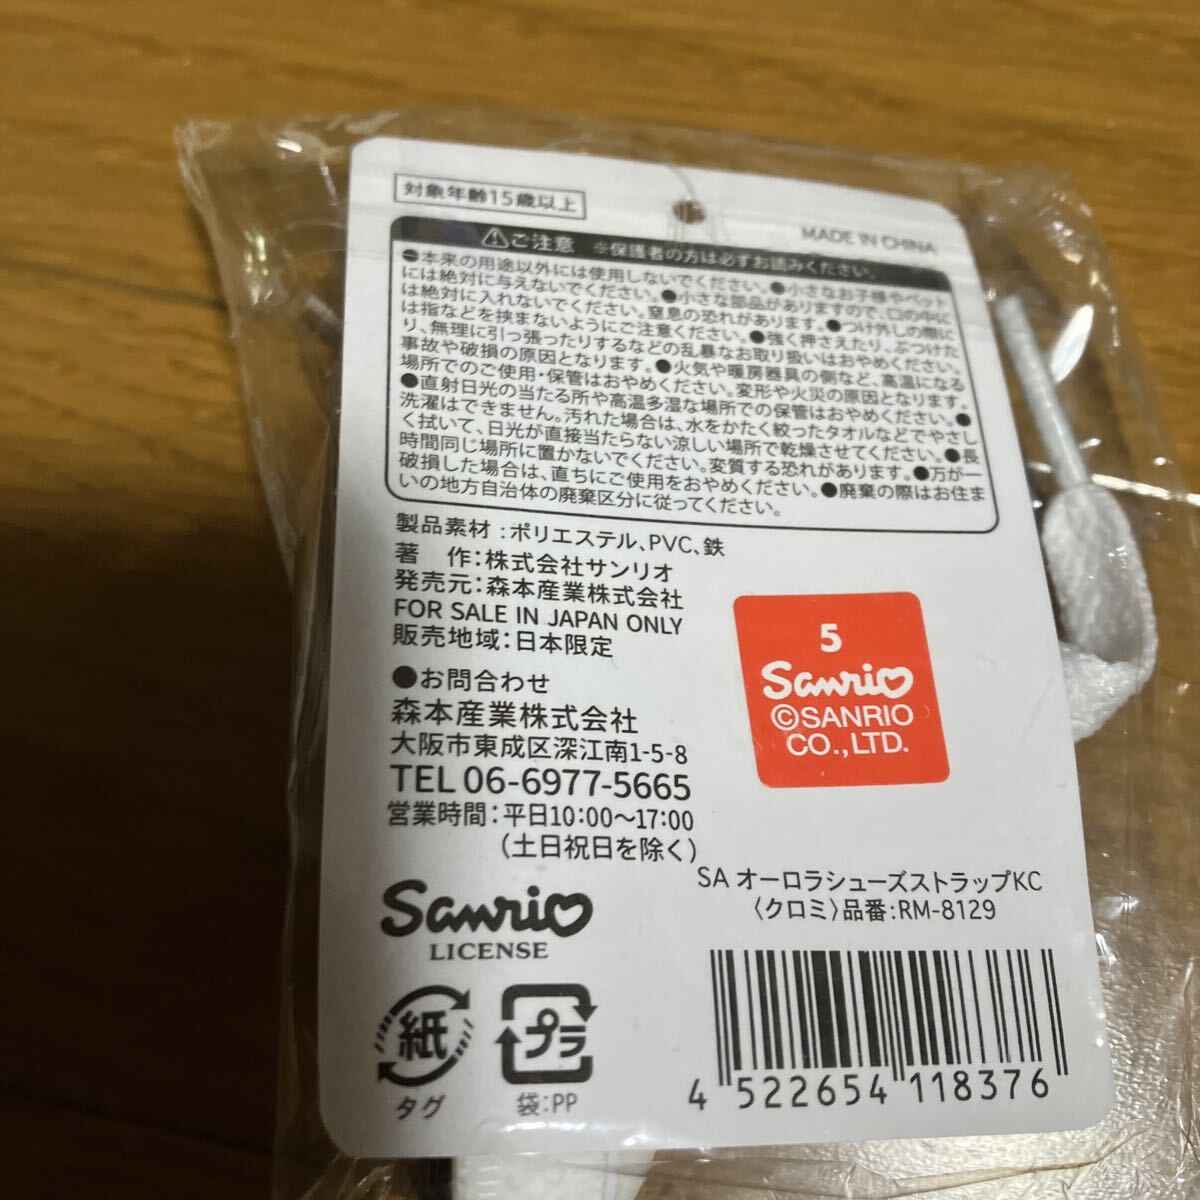 対象年齢15歳以上
MADE IN CHINA
ご注意 ※保護者の方は必ずお読みください。
●本来の用途以外には使用しないでください。●小さなお子様やペット
には絶対に与えないでください。●小さな部品がありますので、口の中に
は絶対に入れないでください。窒息の恐れがあります。●つけ外しの際に
は指などを挟まないようにご注意ください。●強く押さえたり、ぶつけた
り、無理に引っ張ったりするなどの乱暴なお取り扱いはおやめください。
事故や破損の原因となります。●火気や暖房器具の側など、高温になる
場所でのご使用・保管はおやめください。変形や火災の原因となります。
●直射日光の当たる所や高温多湿な場所での保管はおやめください。●
洗濯はできません。汚れた場合は、水をかたく絞ったタオルなどでやさし
く拭いて、日光が直接当たらない涼しい場所で乾燥させてください。●長
時間同じ場所に置かないでください。変質する恐れがあります。●万が一
破損した場合は、直ちにご使用をおやめください。●廃棄の際はお住ま
いの地方自治体の廃棄区分に従ってください。
製品素材：ポリエステル、PVC、鉄
著 作：株式会社サンリオ
発売元：森本産業株式会社
FOR SALE IN JAPAN ONLY
販売地域：日本限定
●お問合わせ
森本産業株式会社
大阪市東成区深江南1-5-8
TEL 06-6977-5665
営業時間：平日10:00～17:00
（土日祝日を除く）
5
Sanrio
©SANRIO
CO.,LTD.
SA オーロラシューズストラップKC
〈クロミ〉品番：RM-8129
Sanrio
LICENSE
紙
タグ
プラ
袋：PP
4 522654 118376